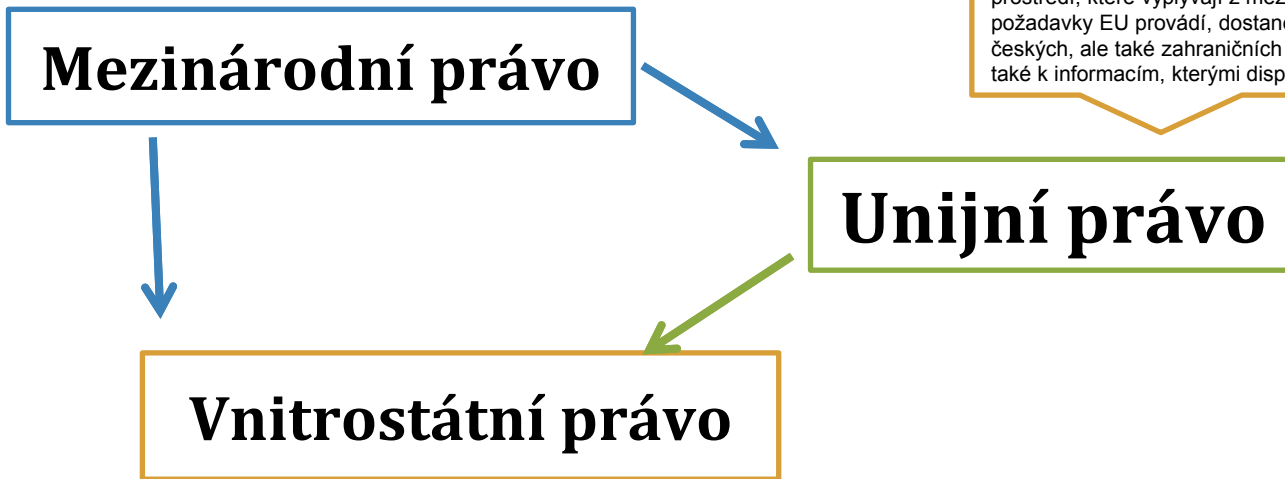 prostředí, které vyplývají z mez
požadavky EU provádí, dostane
českých, ale také zahraničních
také k informacím, kterými disp
Mezinárodní právo
Unijní právo
Vnitrostátní právo